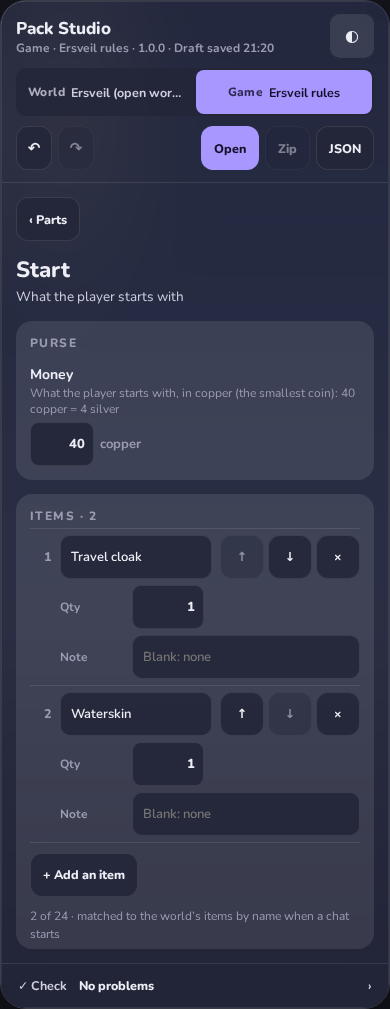 Pack Studio
Game · Ersveil rules · 1.0.0 · Draft saved 21:20
World Ersveil (open wor...
Game Ersveil rules
Open Zip JSON
‹ Parts
Start
What the player starts with
PURSE
Money
What the player starts with, in copper (the smallest coin): 40
copper = 4 silver
40 copper
ITEMS · 2
1 Travel cloak ↑ ↓ ×
Qty 1
Note Blank: none
2 Waterskin ↑ ↓ ×
Qty 1
Note Blank: none
+ Add an item
2 of 24 · matched to the world's items by name when a chat
starts
✓ Check No problems ›